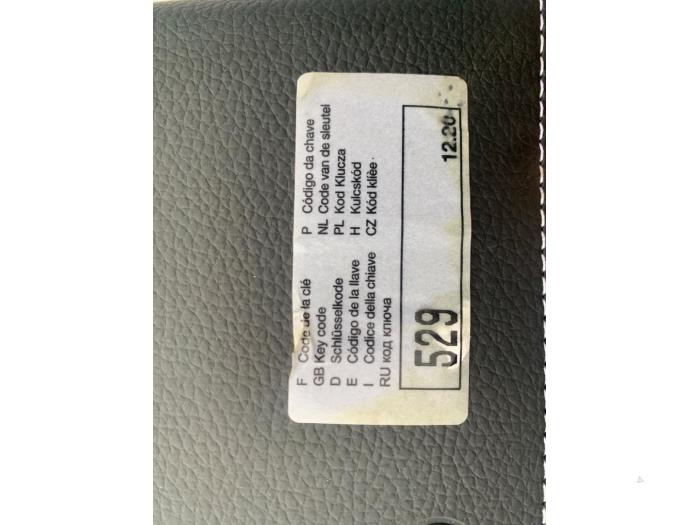 F Code de la clé
GB Key code
D Schlüsselkode
E Código de la llave
I Codice della chiave
RU код ключа
P Código da chave
NL Code van de sleutel
PL Kod Klucza
H Kulcskód
CZ Kód klíèe
529
12.20